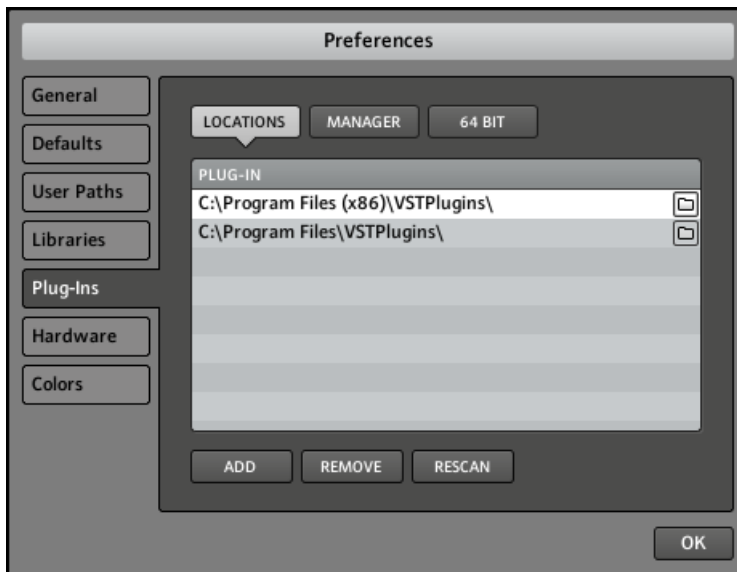 Preferences
General
Defaults
User Paths
Libraries
Plug-Ins
Hardware
Colors
LOCATIONS MANAGER 64 BIT
PLUG-IN
C:\Program Files (x86)\VSTPlugins\
C:\Program Files\VSTPlugins\
ADD REMOVE RESCAN
OK